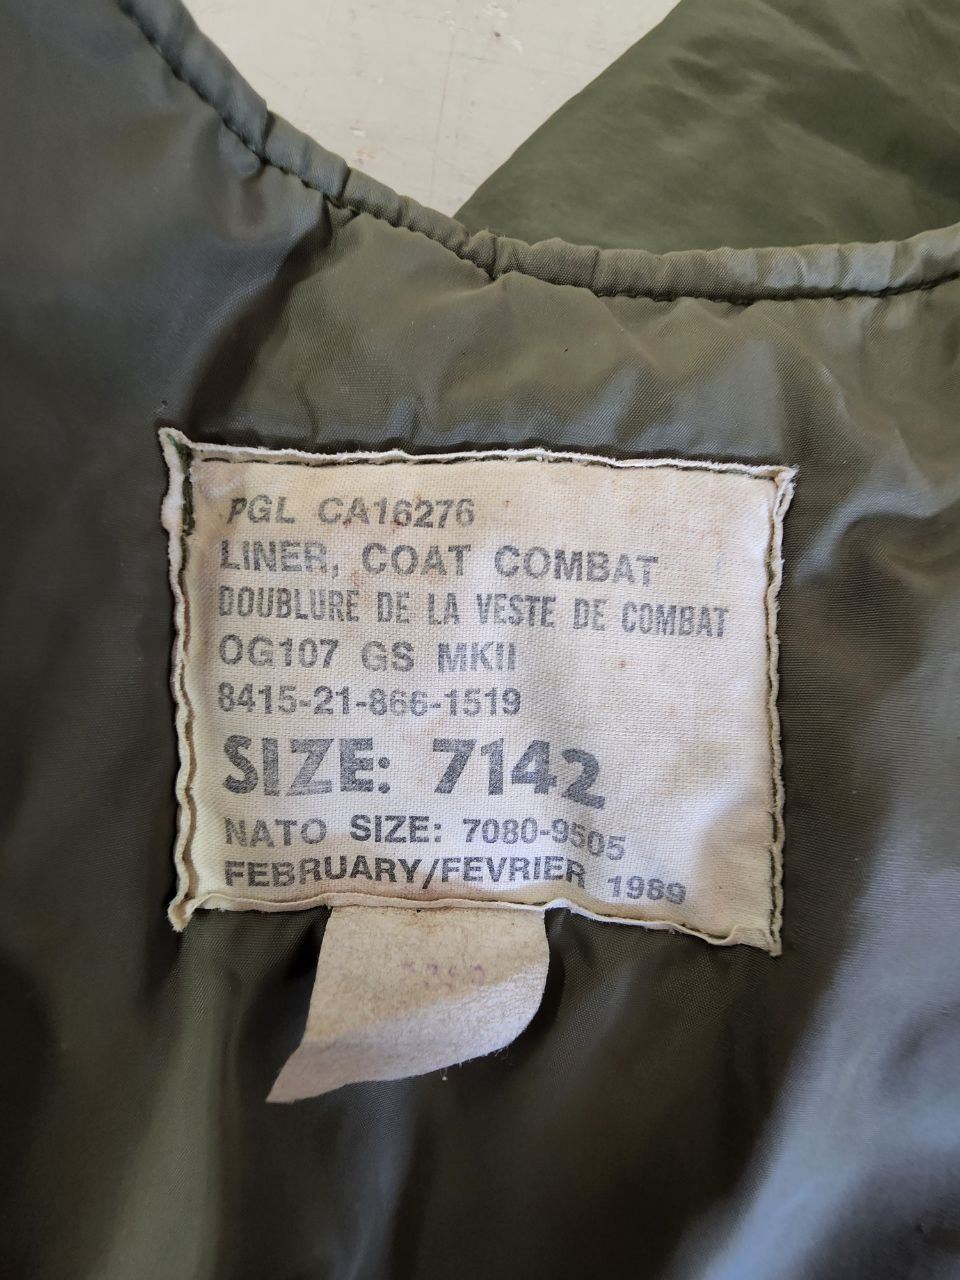 PGL CA16276
LINER, COAT COMBAT
DOUBLURE DE LA VESTE DE COMBAT
OG107 GS MKII
8415-21-866-1519
SIZE: 7142
NATO SIZE: 7080-9505
FEBRUARY/FEVRIER 1989